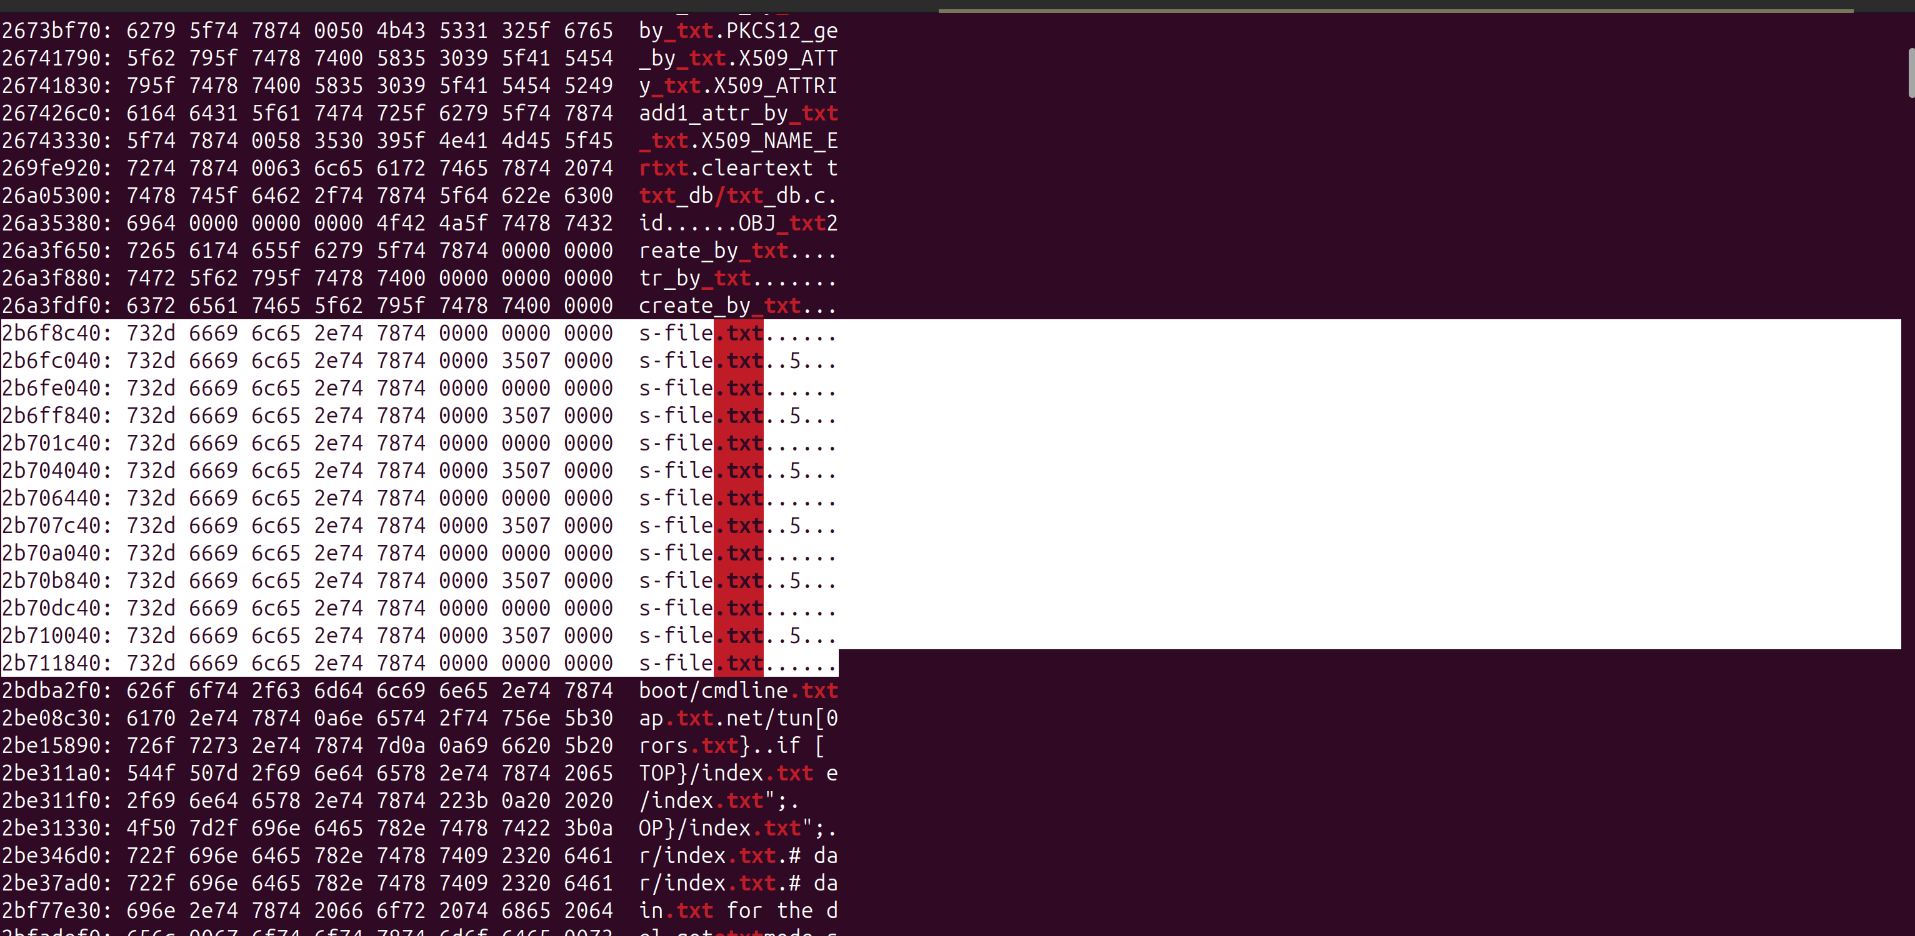 2673bf70: 6279 5f74 7874 0050 4b43 5331 325f 6765  by_txt.PKCS12_ge
26741790: 5f62 795f 7478 7400 5835 3039 5f41 5454  _by_txt.X509_ATT
26741830: 795f 7478 7400 5835 3039 5f41 5454 5249  y_txt.X509_ATTRI
267426c0: 6164 6431 5f61 7474 725f 6279 5f74 7874  add1_attr_by_txt
26743330: 5f74 7874 0058 3530 395f 4e41 4d45 5f45  _txt.X509_NAME_E
269fe920: 7274 7874 0063 6c65 6172 7465 7874 2074  rtxt.cleartext t
26a05300: 7478 745f 6462 2f74 7874 5f64 622e 6300  txt_db/txt_db.c.
26a35380: 6964 0000 0000 0000 4f42 4a5f 7478 7432  id......OBJ_txt2
26a3f650: 7265 6174 655f 6279 5f74 7874 0000 0000  reate_by_txt....
26a3f880: 7472 5f62 795f 7478 7400 0000 0000 0000  tr_by_txt.......
26a3fdf0: 6372 6561 7465 5f62 795f 7478 7400 0000  create_by_txt...
2b6f8c40: 732d 6669 6c65 2e74 7874 0000 0000 0000  s-file.txt......
2b6fc040: 732d 6669 6c65 2e74 7874 0000 3507 0000  s-file.txt..5...
2b6fe040: 732d 6669 6c65 2e74 7874 0000 0000 0000  s-file.txt......
2b6ff840: 732d 6669 6c65 2e74 7874 0000 3507 0000  s-file.txt..5...
2b701c40: 732d 6669 6c65 2e74 7874 0000 0000 0000  s-file.txt......
2b704040: 732d 6669 6c65 2e74 7874 0000 3507 0000  s-file.txt..5...
2b706440: 732d 6669 6c65 2e74 7874 0000 0000 0000  s-file.txt......
2b707c40: 732d 6669 6c65 2e74 7874 0000 3507 0000  s-file.txt..5...
2b70a040: 732d 6669 6c65 2e74 7874 0000 0000 0000  s-file.txt......
2b70b840: 732d 6669 6c65 2e74 7874 0000 3507 0000  s-file.txt..5...
2b70dc40: 732d 6669 6c65 2e74 7874 0000 0000 0000  s-file.txt......
2b710040: 732d 6669 6c65 2e74 7874 0000 3507 0000  s-file.txt..5...
2b711840: 732d 6669 6c65 2e74 7874 0000 0000 0000  s-file.txt......
2bdba2f0: 626f 6f74 2f63 6d64 6c69 6e65 2e74 7874  boot/cmdline.txt
2be08c30: 6170 2e74 7874 0a6e 6574 2f74 756e 5b30  ap.txt.net/tun[0
2be15890: 726f 7273 2e74 7874 7d0a 0a69 6620 5b20  rors.txt}..if [
2be311a0: 544f 507d 2f69 6e64 6578 2e74 7874 2065  TOP}/index.txt e
2be311f0: 2f69 6e64 6578 2e74 7874 223b 0a20 2020  /index.txt";.
2be31330: 4f50 7d2f 696e 6465 782e 7478 7422 3b0a  OP}/index.txt";.
2be346d0: 722f 696e 6465 782e 7478 7409 2320 6461  r/index.txt.# da
2be37ad0: 722f 696e 6465 782e 7478 7409 2320 6461  r/index.txt.# da
2bf77e30: 696e 2e74 7874 2066 6f72 2074 6865 2064  in.txt for the d